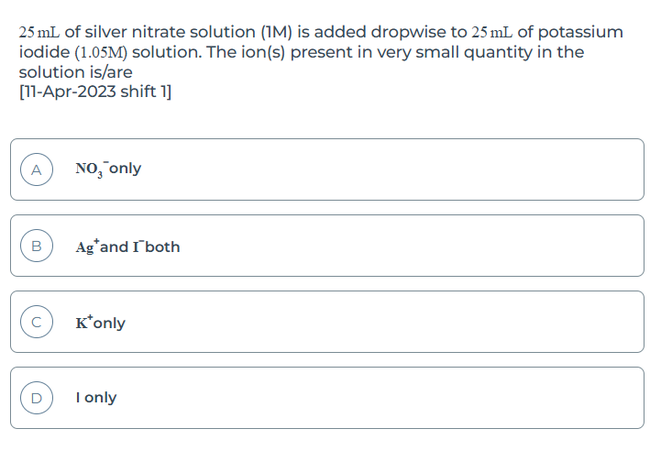 25 mL of silver nitrate solution (1M) is added dropwise to 25 mL of potassium
iodide (1.05M) solution. The ion(s) present in very small quantity in the
solution is/are
[11-Apr-2023 shift 1]
A NO₃⁻only
B Ag⁺and I⁻both
C K⁺only
D I only